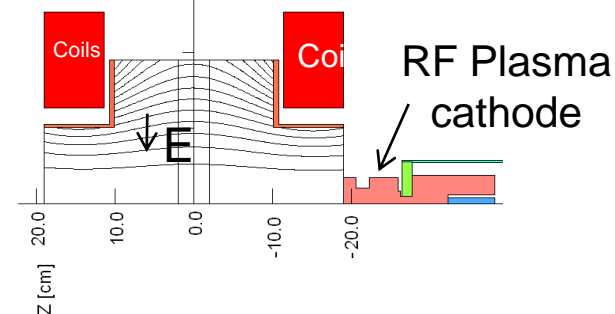 Coils
Coi
RF Plasma
cathode
E
20.0
10.0
0.0
-10.0
-20.0
Z [cm]